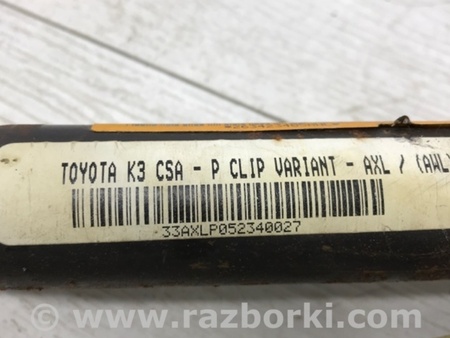 TOYOTA K3 CSA - P CLIP VARIANT - AXL / (AHL)
33AXLP052340027
www.razborki.com